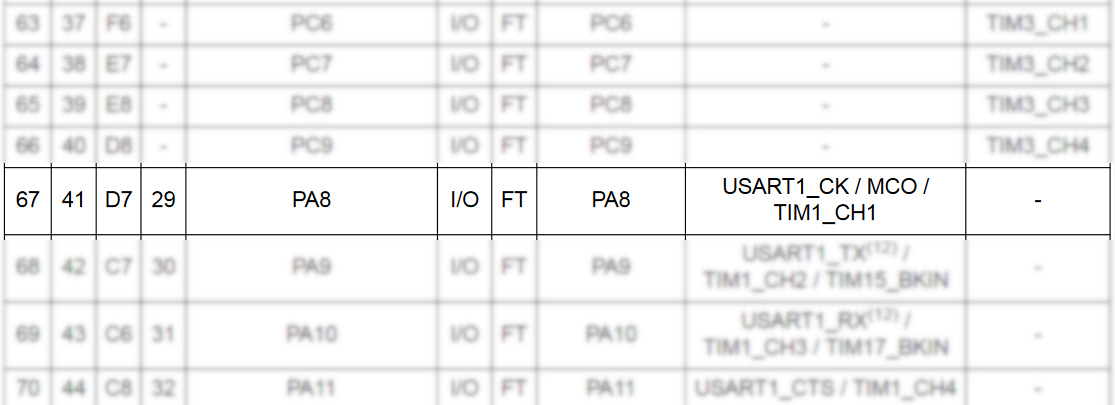 63 37 F6 - PC6 I/O FT PC6 - TIM3_CH1
64 38 E7 - PC7 I/O FT PC7 - TIM3_CH2
65 39 E8 - PC8 I/O FT PC8 - TIM3_CH3
66 40 D8 - PC9 I/O FT PC9 - TIM3_CH4
67 41 D7 29 PA8 I/O FT PA8 USART1_CK / MCO /
TIM1_CH1 -
68 42 C7 30 PA9 I/O FT PA9 USART1_TX(12) /
TIM1_CH2 / TIM15_BKIN -
69 43 C6 31 PA10 I/O FT PA10 USART1_RX(12) /
TIM1_CH3 / TIM17_BKIN -
70 44 C8 32 PA11 I/O FT PA11 USART1_CTS / TIM1_CH4 -